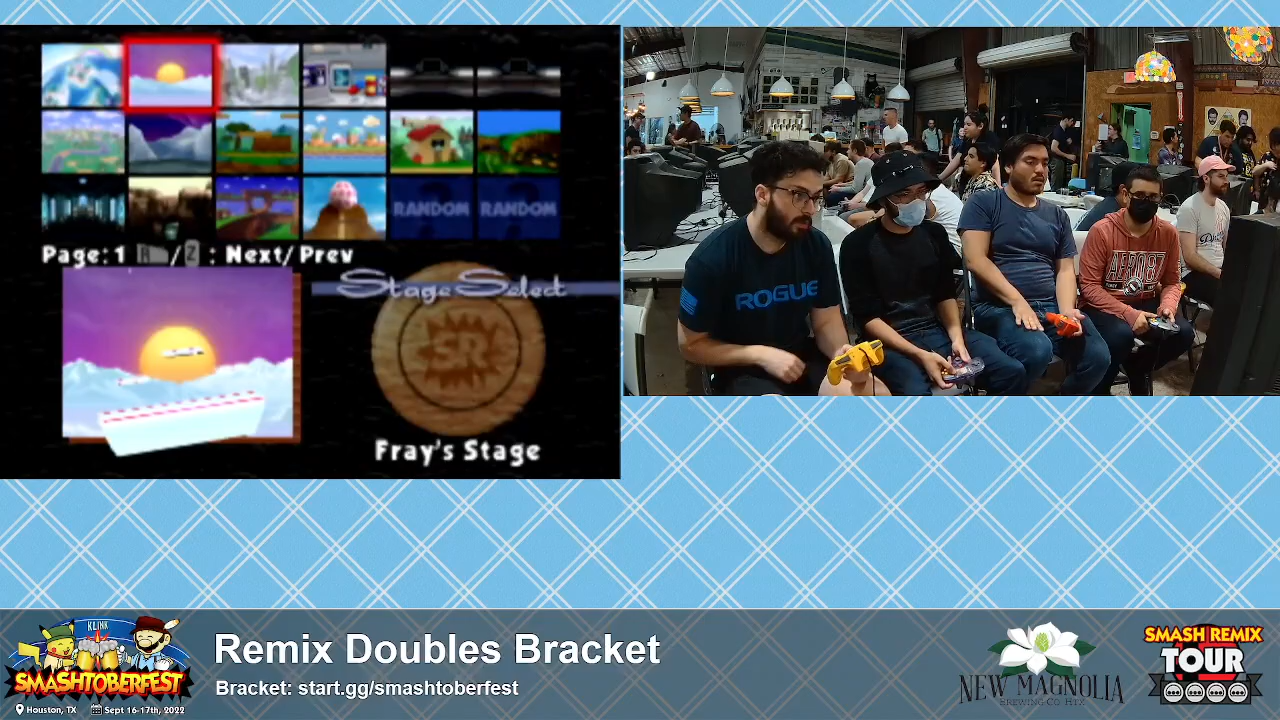 RANDOM
RANDOM
Page:1 R/Z : Next/Prev
Stage Select
SR
Fray's Stage
ROGUE
AERO87
KLINK
SMASHTOBERFEST
Houston, TX Sept 16-17th, 2022
Remix Doubles Bracket
Bracket: start.gg/smashtoberfest
NEW MAGNOLIA
BREWING CO. HTX
SMASH REMIX
TOUR